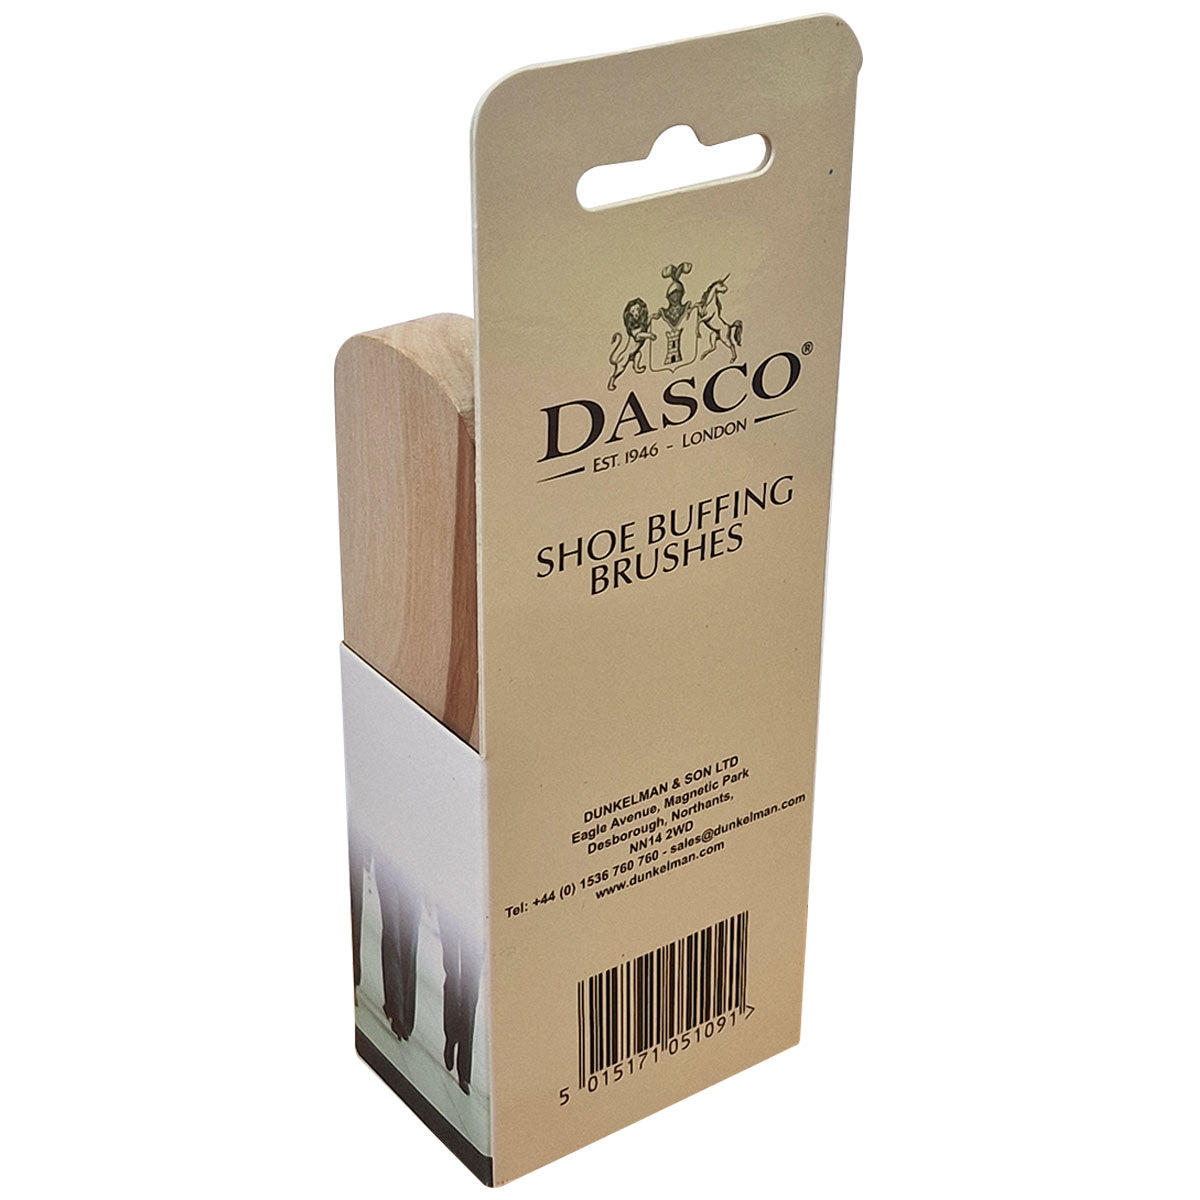 DASCO®
EST. 1946 - LONDON
SHOE BUFFING
BRUSHES
DUNKELMAN & SON LTD
Eagle Avenue, Magnetic Park
Desborough, Northants,
NN14 2WD
Tel: +44 (0) 1536 760 760 - sales@dunkelman.com
www.dunkelman.com
5 015171 051091 >